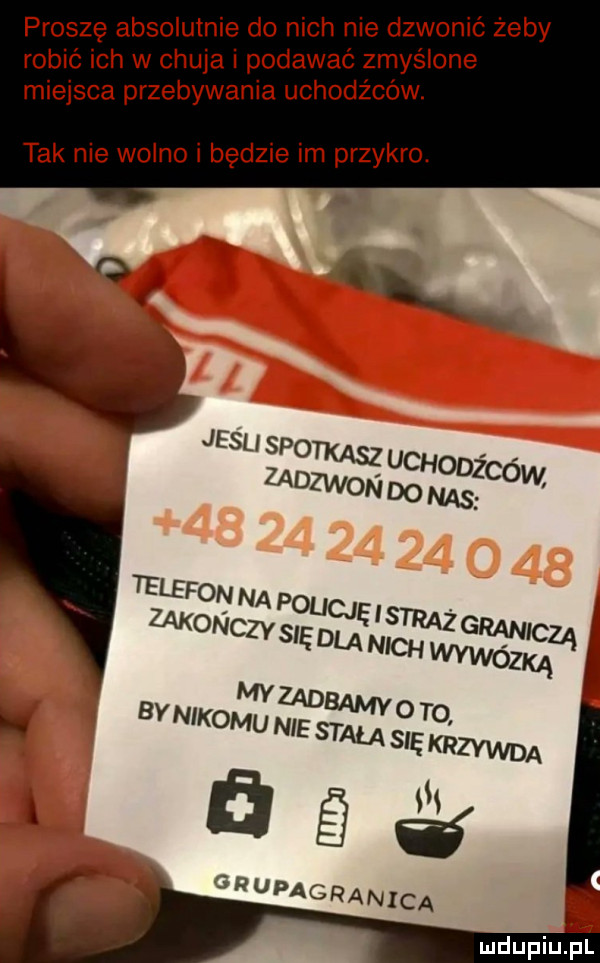 Proszę absolutnie do nich nie dzwonić żeby
robić ich w chuja i podawać zmyślone
miejsca przebywania uchodźców.
Tak nie wolno i będzie im przykro.
LL
JEŚLI SPOTKASZ UCHODŹCÓW,
ZADZWOŃ DO NAS:
+48 24 24 24 0 48
TELEFON NA POLICJĘ I STRAŻ GRANICZĄ
ZAKOŃCZY SIĘ DLA NICH WYWÓZKĄ
MY ZADBAMY O TO,
BY NIKOMU NIE STAŁA SIĘ KRZYWDA
GRUPAGRANICA
mdupiu.pl